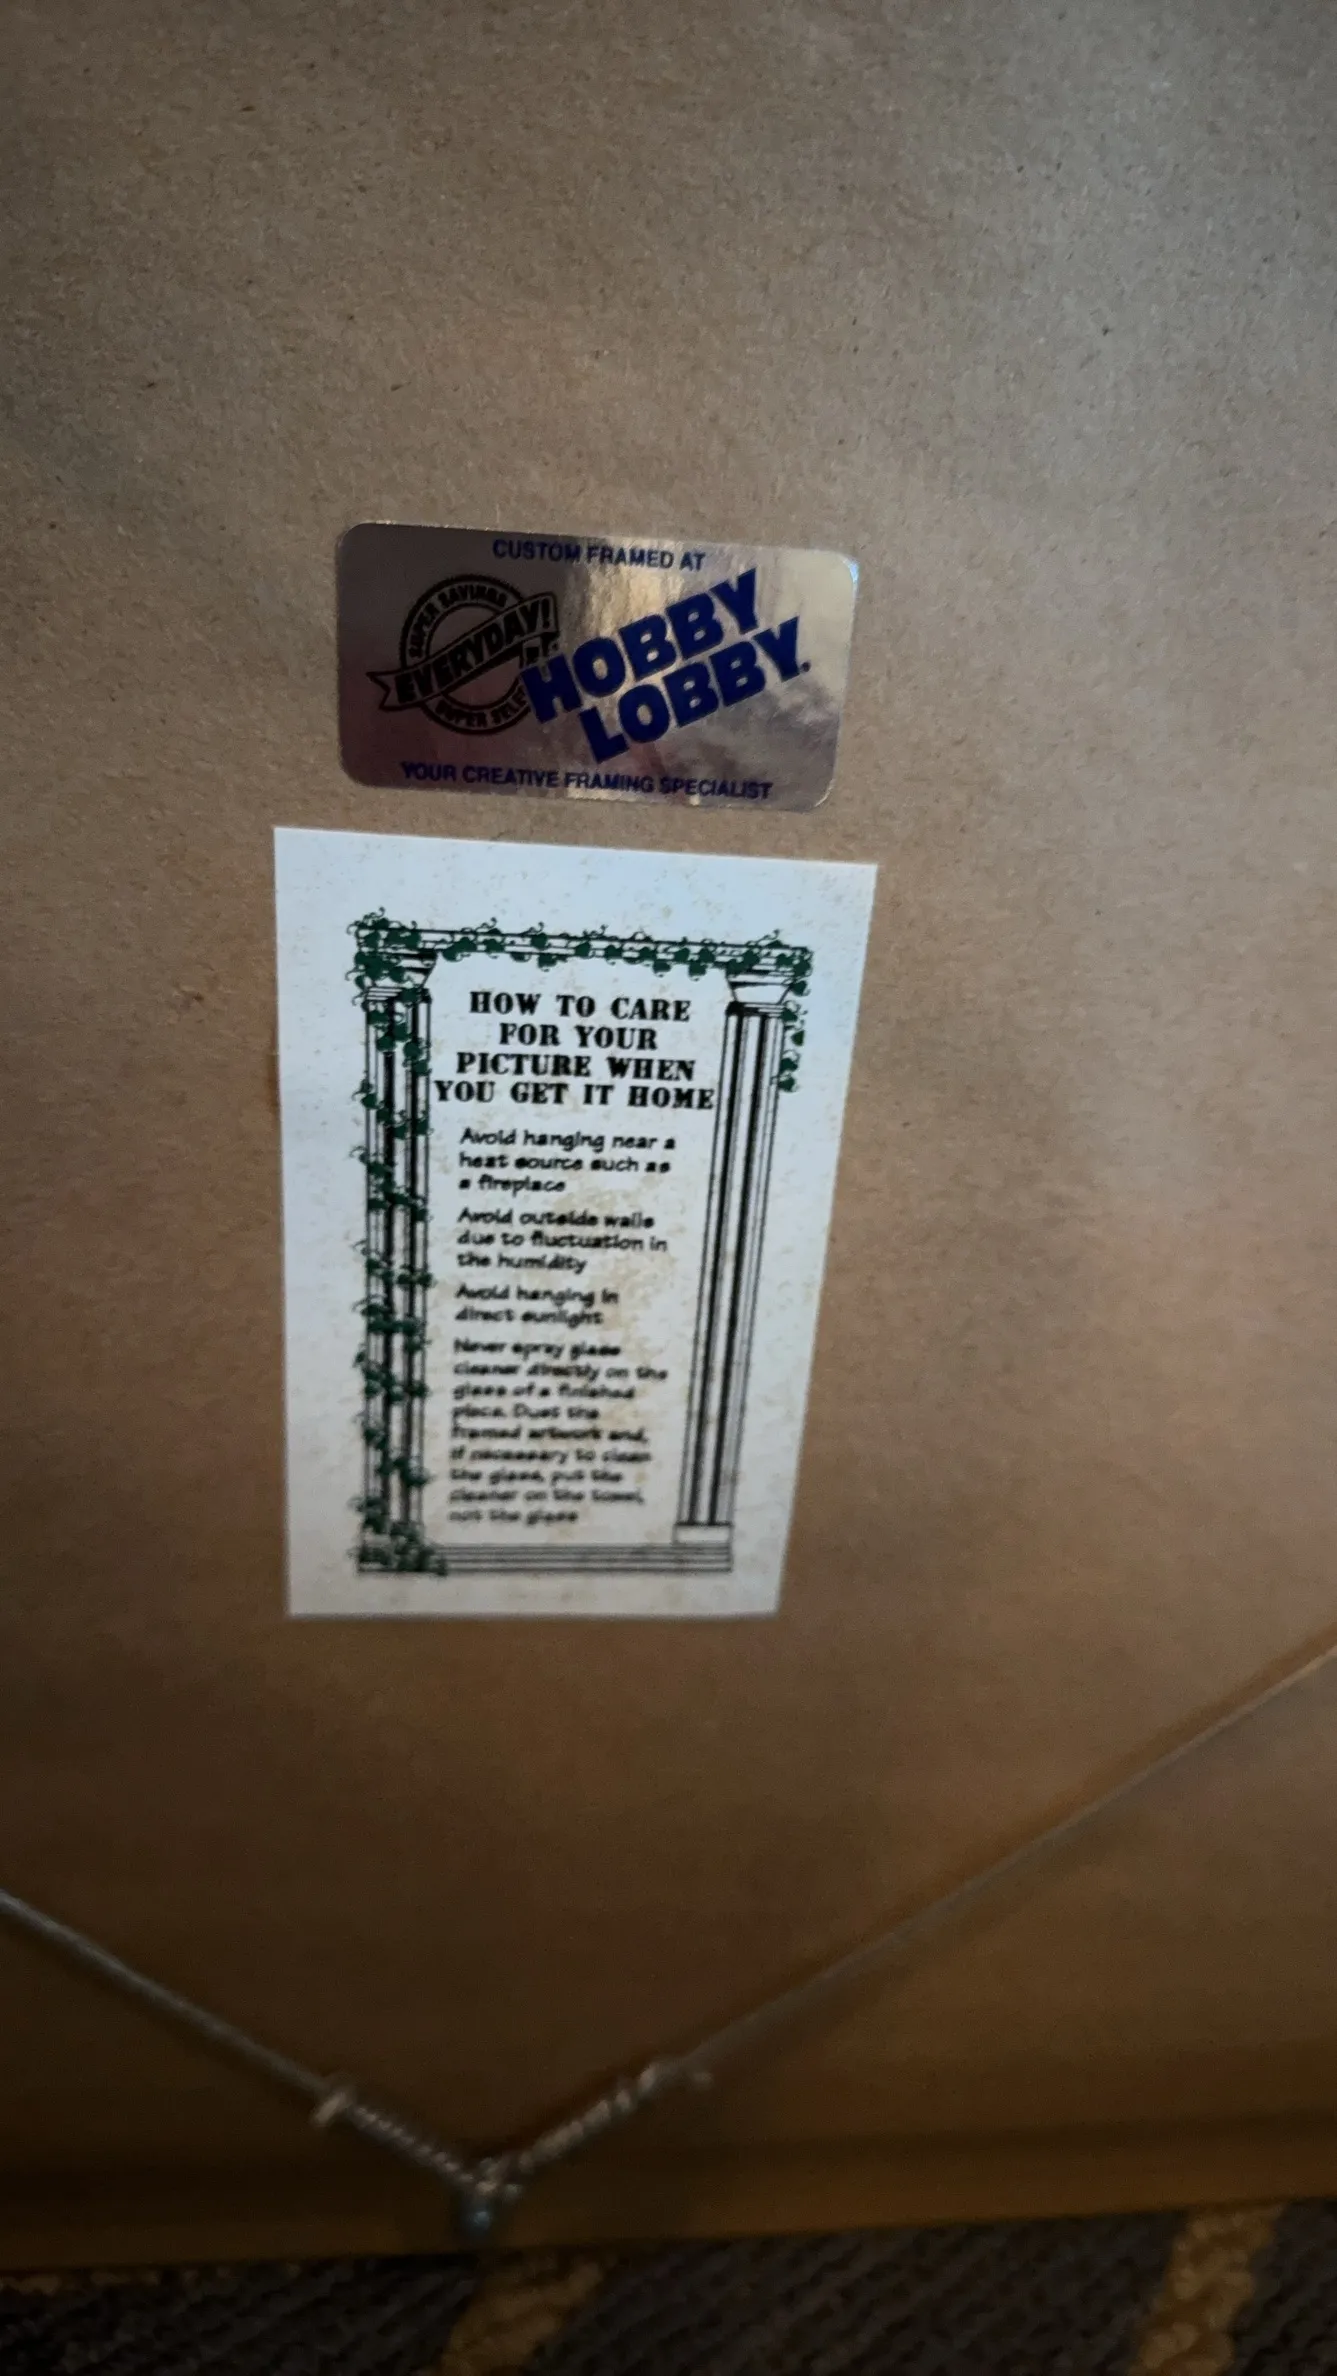 CUSTOM FRAMED AT
SUPER SAVINGS
EVERYDAY!
SUPER
HOBBY
LOBBY.
YOUR CREATIVE FRAMING SPECIALIST
HOW TO CARE
FOR YOUR
PICTURE WHEN
YOU GET IT HOME
Avoid hanging near a
heat source such as
a fireplace
Avoid outside walls
due to fluctuation in
the humidity
Avoid hanging in
direct sunlight
Never spray glass
cleaner directly on the
glass of a finished
piece. Dust the
framed artwork and,
if necessary to clean
the glass, put the
cleaner on the towel,
not the glass